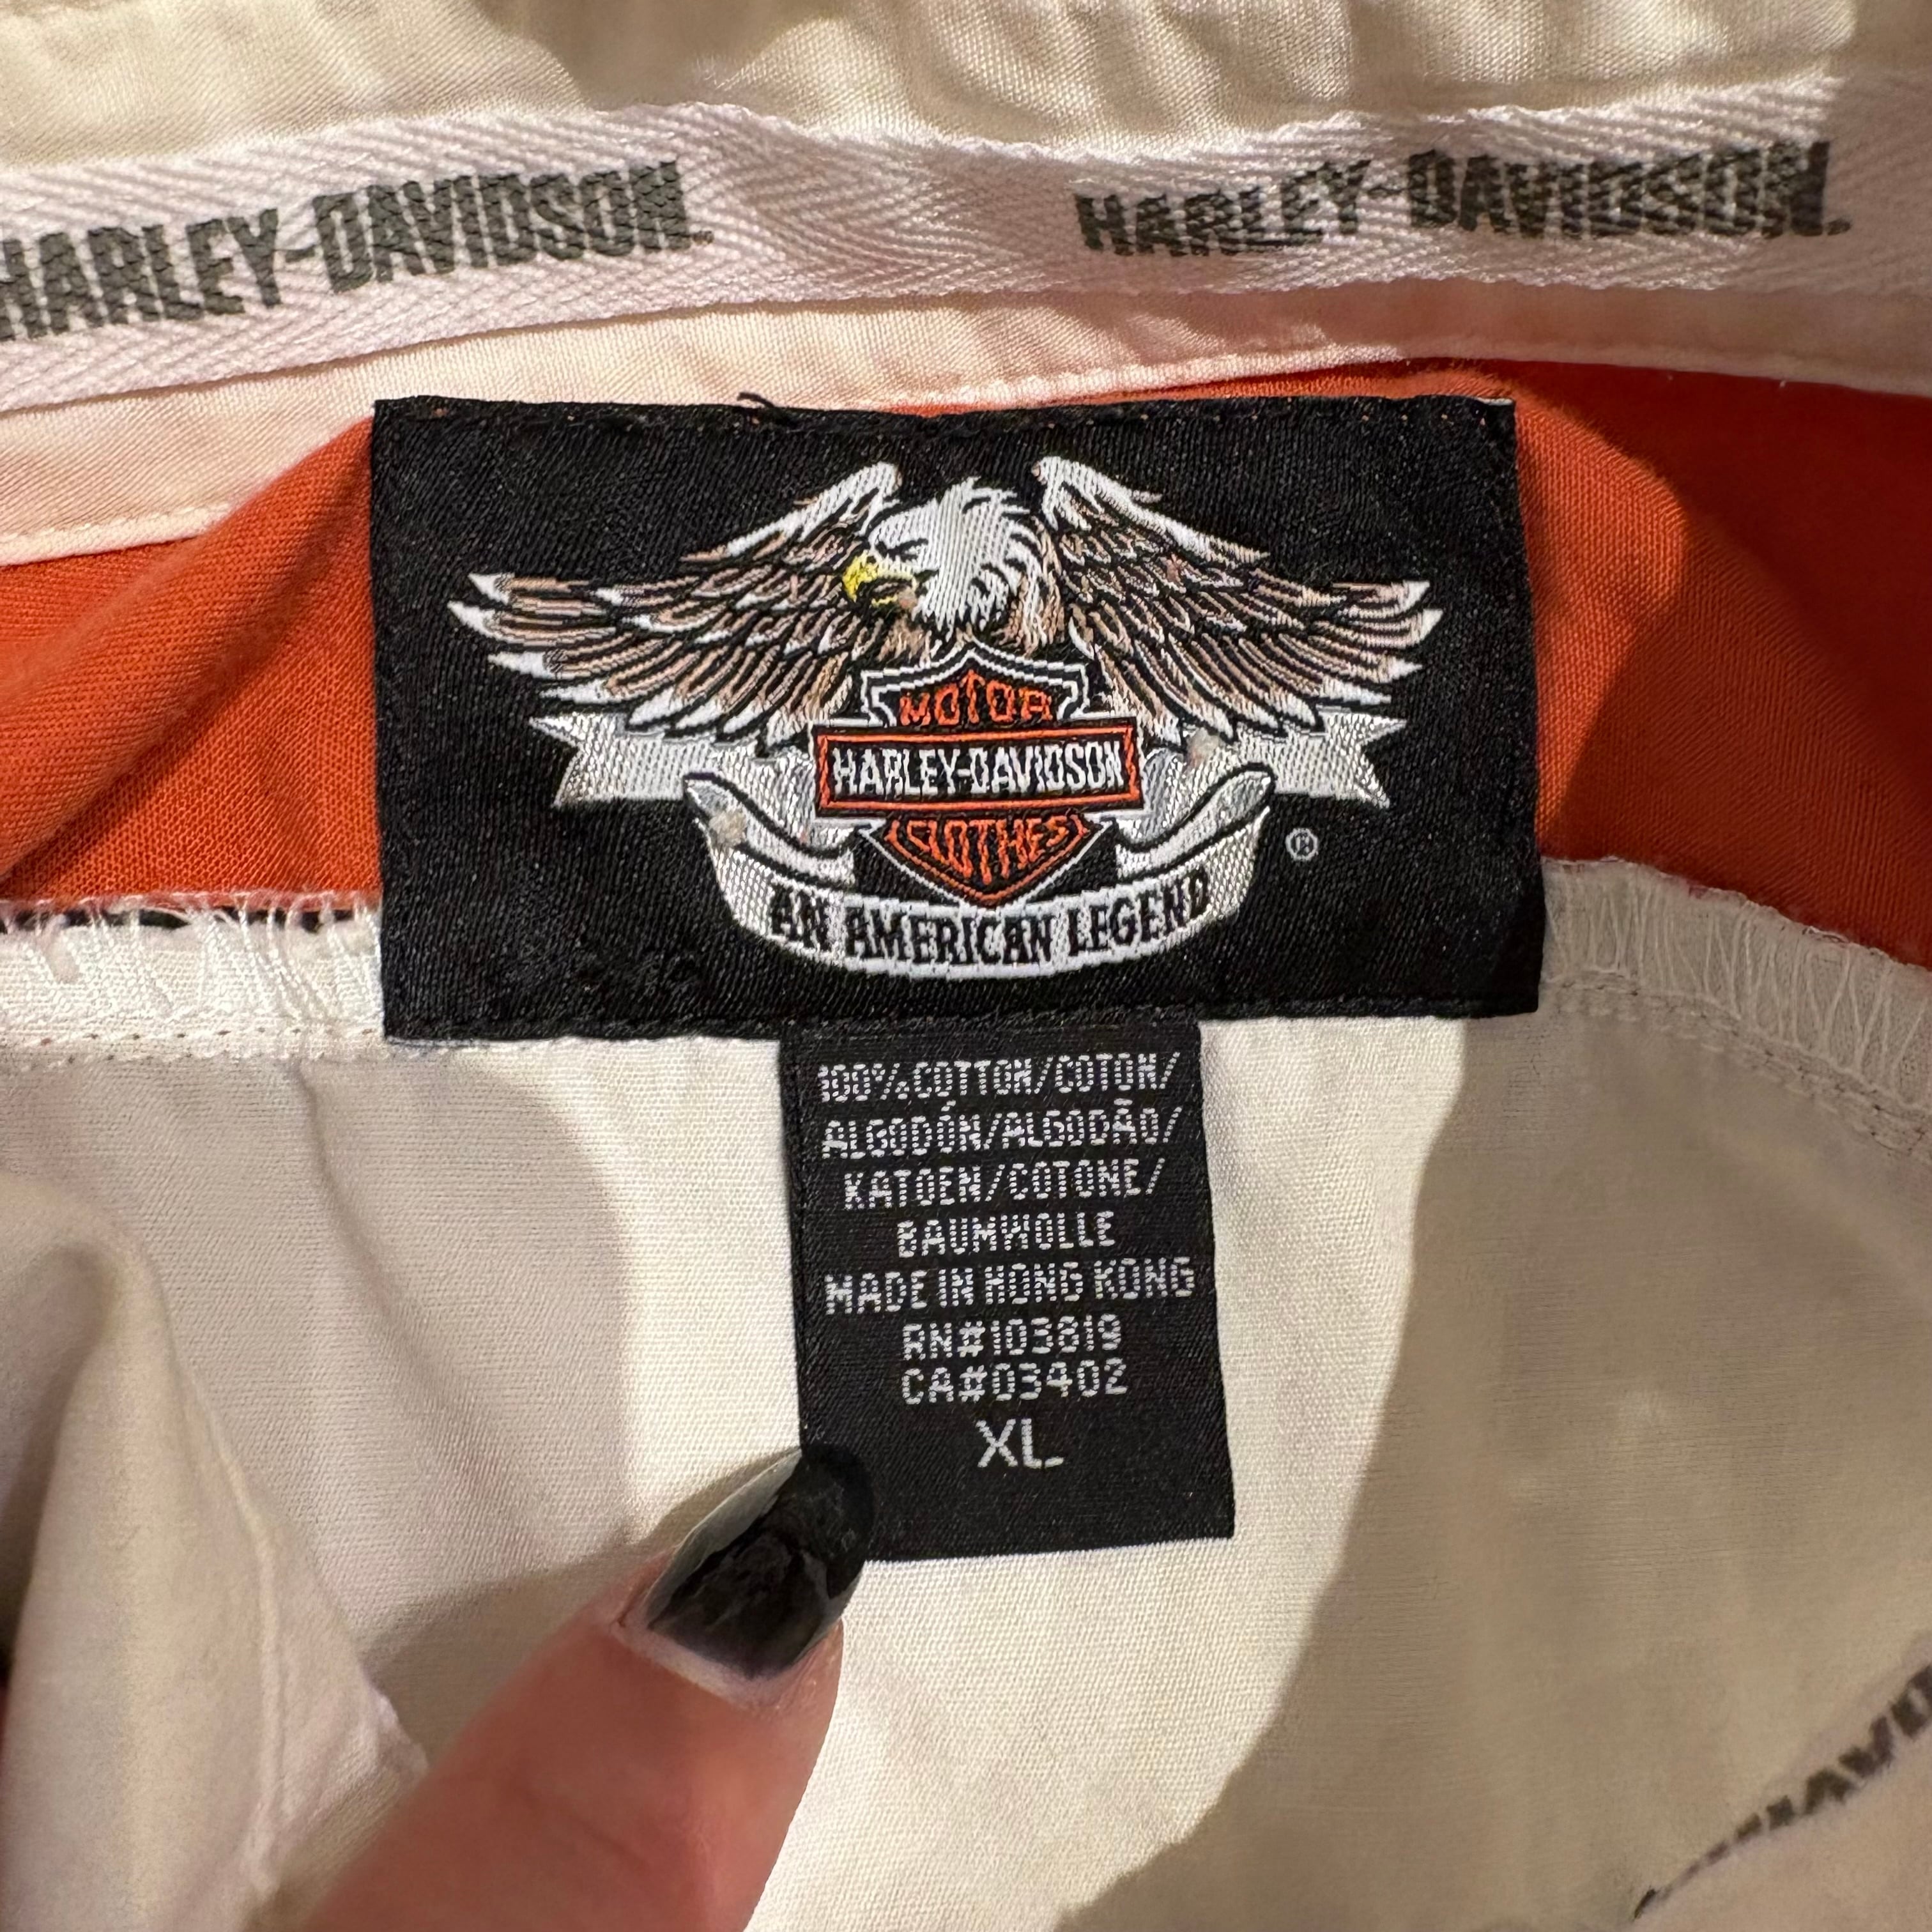 HARLEY-DAVIDSON.
HARLEY-DAVIDSON.
MOTOR
HARLEY-DAVIDSON
CLOTHES
®
AN AMERICAN LEGEND
100%COTTON/COTON/
ALGODÓN/ALGODÃO/
KATOEN/COTONE/
BAUMWOLLE
MADE IN HONG KONG
RN#103819
CA#03402
XL